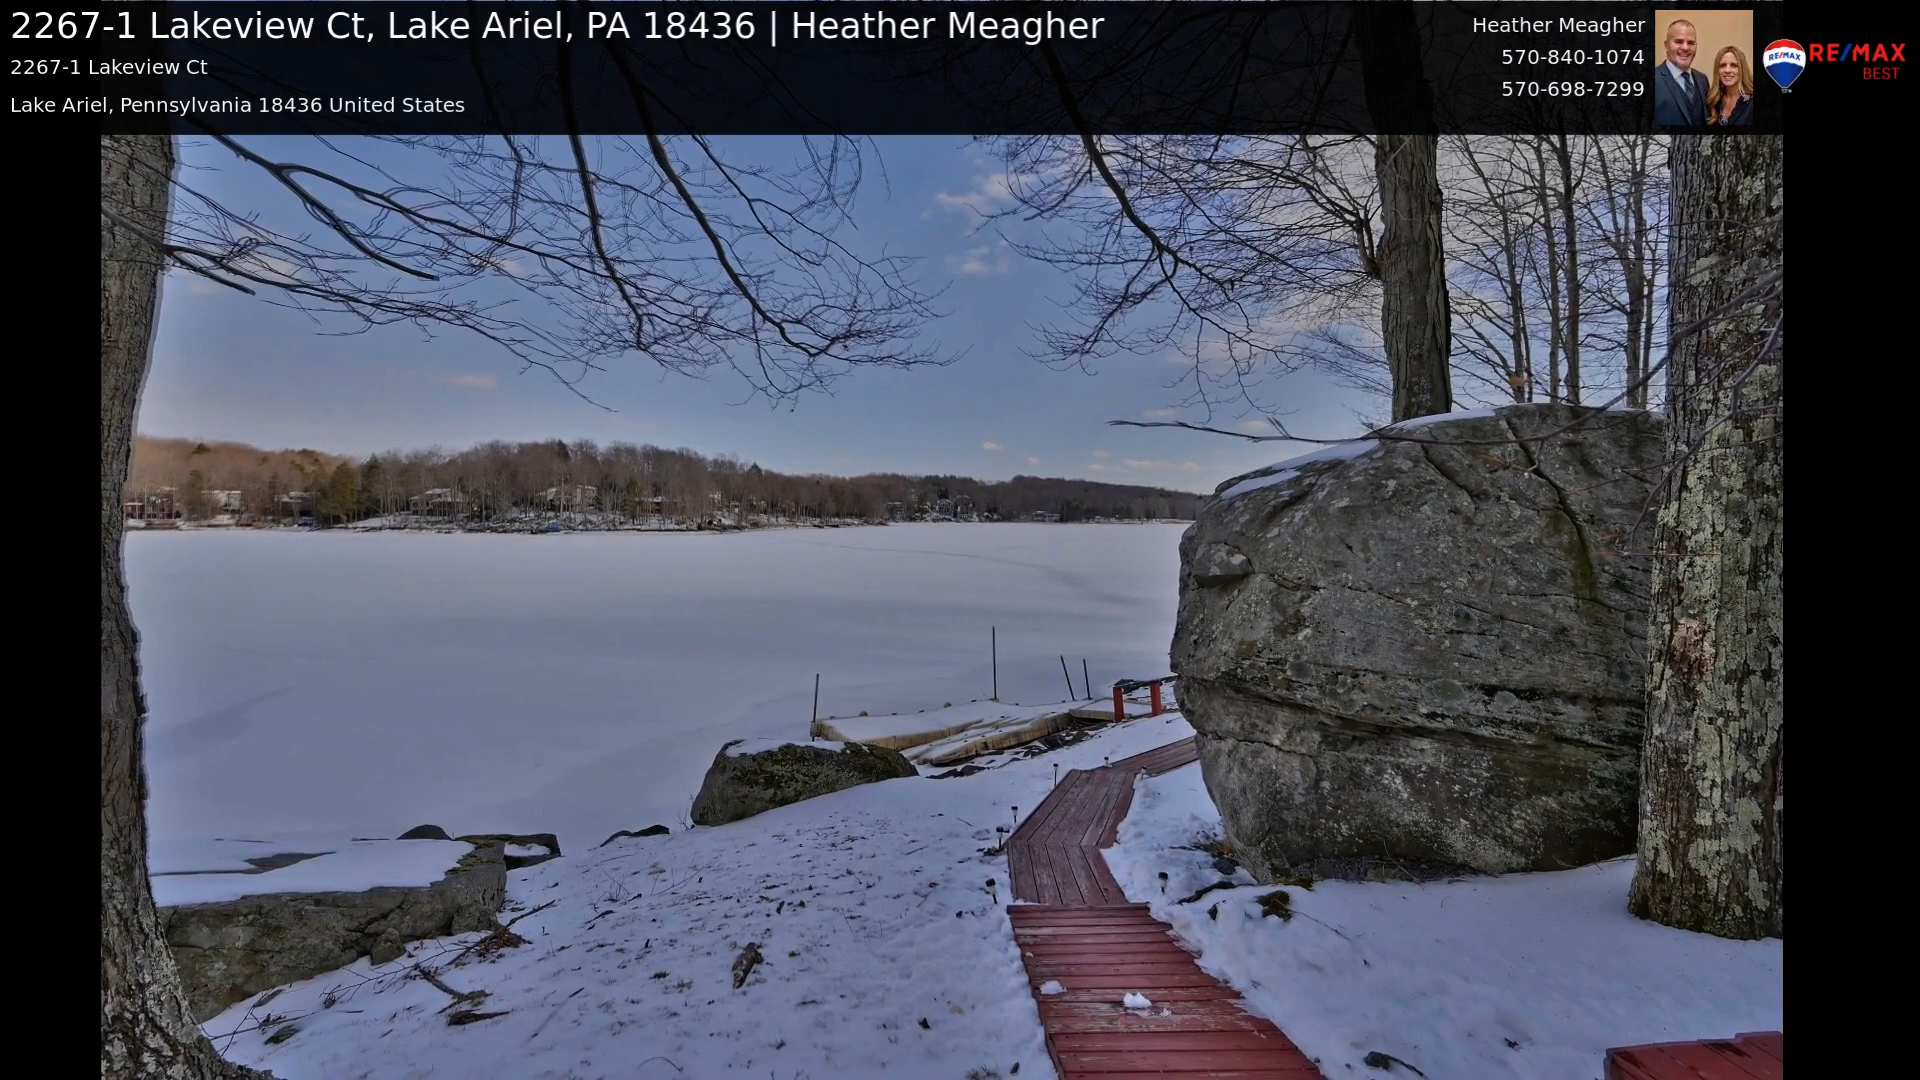 2267-1 Lakeview Ct, Lake Ariel, PA 18436 | Heather Meagher
2267-1 Lakeview Ct
Lake Ariel, Pennsylvania 18436 United States
Heather Meagher
570-840-1074
570-698-7299
RE/MAX
RE/MAX
BEST